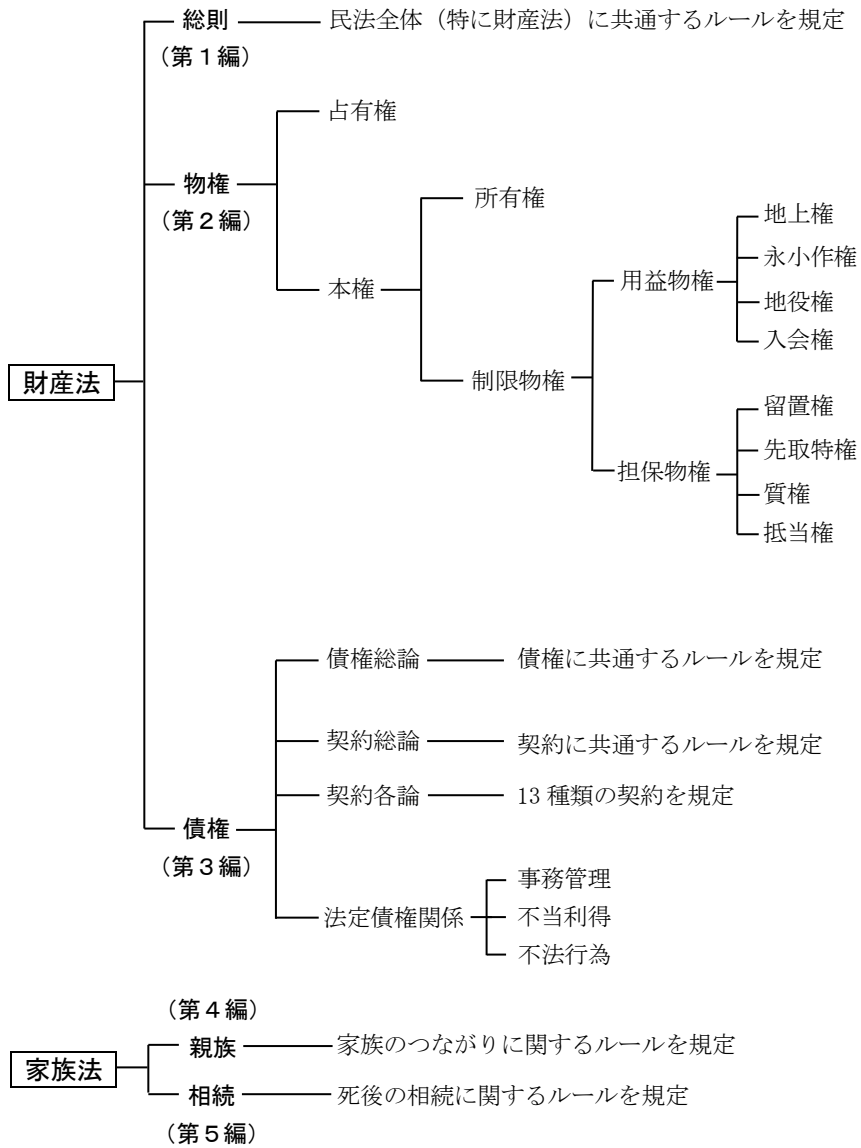 総則
民法全体（特に財産法）に共通するルールを規定
（第１編）
占有権
物権
（第２編）
所有権
地上権
永小作権
用益物権
地役権
本権
入会権
財産法
制限物権
留置権
先取特権
担保物権
質権
抵当権
債権総論
債権に共通するルールを規定
契約総論
契約に共通するルールを規定
契約各論
13 種類の契約を規定
債権
（第３編）
事務管理
法定債権関係
不当利得
不法行為
（第４編）
親族
家族のつながりに関するルールを規定
家族法
相続
死後の相続に関するルールを規定
（第５編）